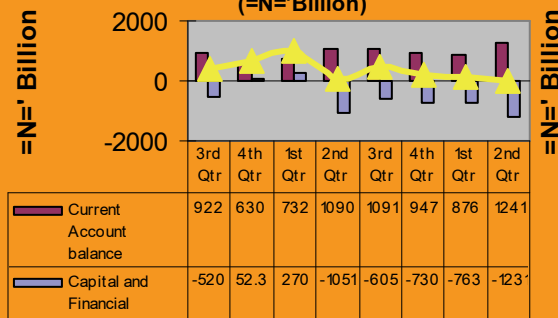 (=N='Billion)
=N=' Billion
2000
0
-2000
=N=' Billion
3rd Qtr 4th Qtr 1st Qtr 2nd Qtr 3rd Qtr 4th Qtr 1st Qtr 2nd Qtr
Current Account balance 922 630 732 1090 1091 947 876 1241
Capital and Financial -520 52.3 270 -1051 -605 -730 -763